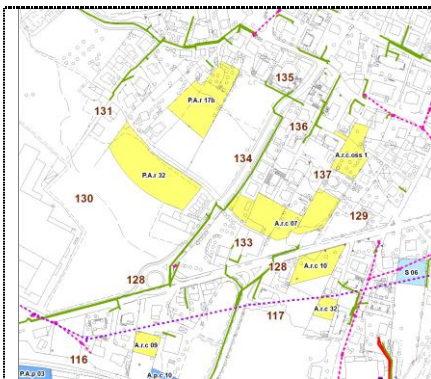 135
P.A.r 17b
131
136
A.r.c.oss 1
134
137
P.A.r 32
130
A.r.c 07
129
133
128
A.r.c 10
S 06
128
A.r.c 32
117
A.r.c 09
116
P.A.p 03
A.p.c 10